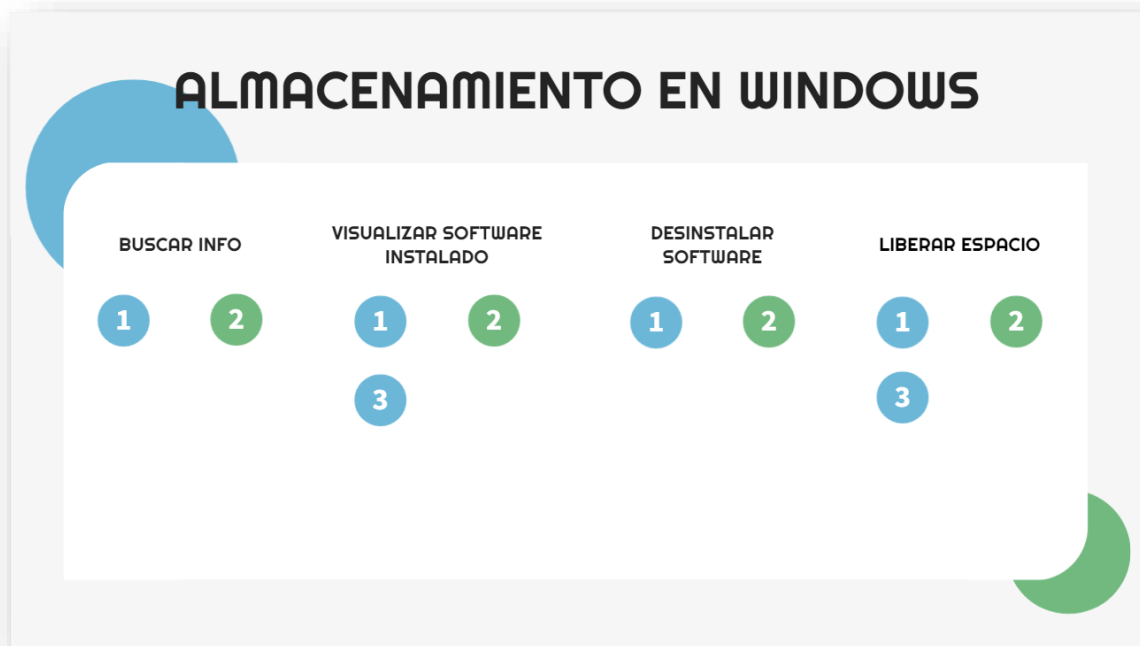 ALMACENAMIENTO EN WINDOWS
BUSCAR INFO
1 2
VISUALIZAR SOFTWARE
INSTALADO
1 2
3
DESINSTALAR
SOFTWARE
1 2
LIBERAR ESPACIO
1 2
3